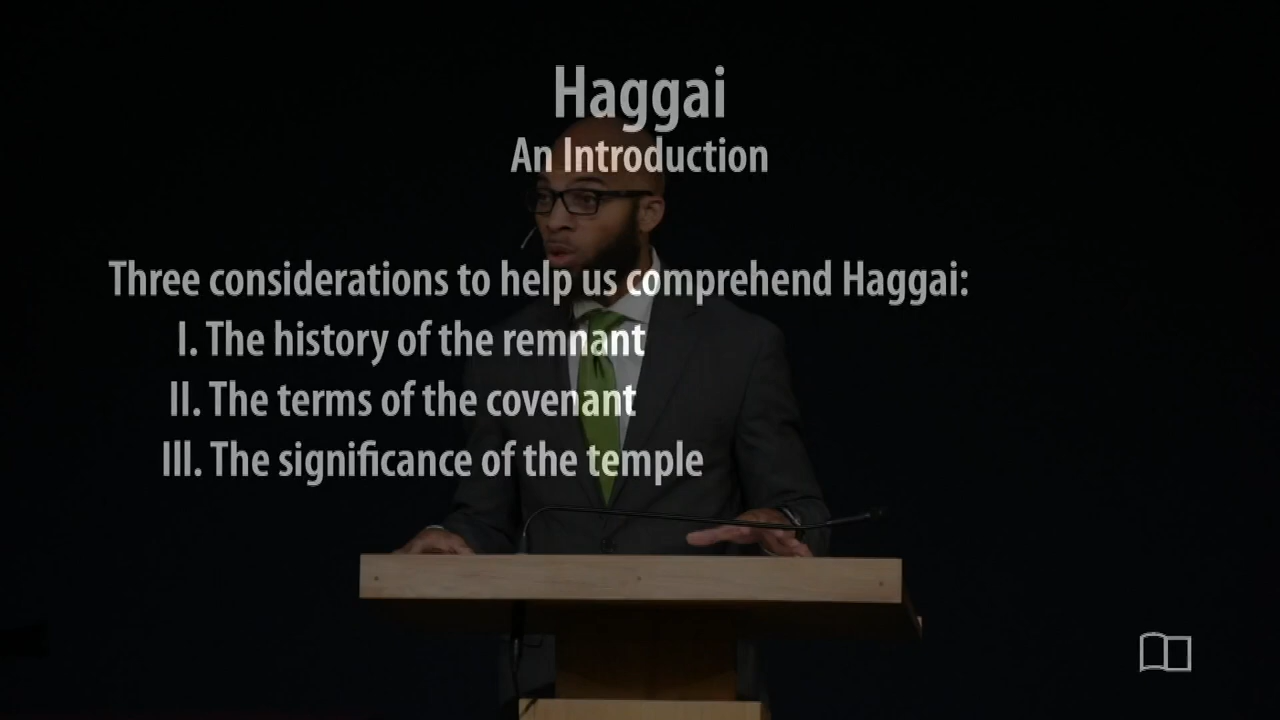 Haggai
An Introduction
Three considerations to help us comprehend Haggai:
I. The history of the remnant
II. The terms of the covenant
III. The significance of the temple